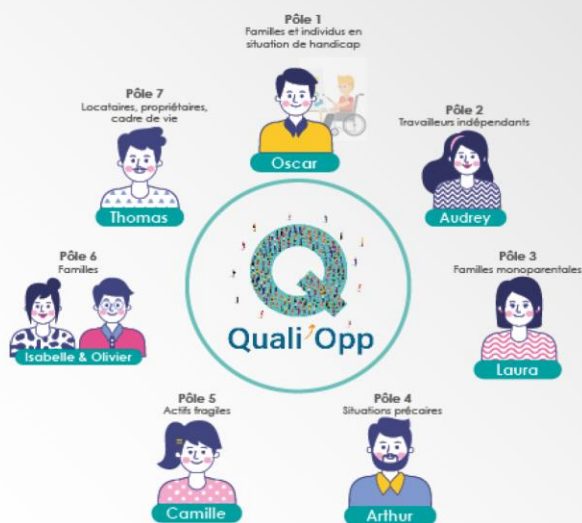 Pôle 1
Familles et individus en
situation de handicap
Oscar
Pôle 2
Travailleurs indépendants
Audrey
Pôle 3
Familles monoparentales
Laura
Pôle 4
Situations précaires
Arthur
Pôle 5
Actifs fragiles
Camille
Pôle 6
Familles
Isabelle & Olivier
Pôle 7
Locataires, propriétaires,
cadre de vie
Thomas
Q
Quali'Opp